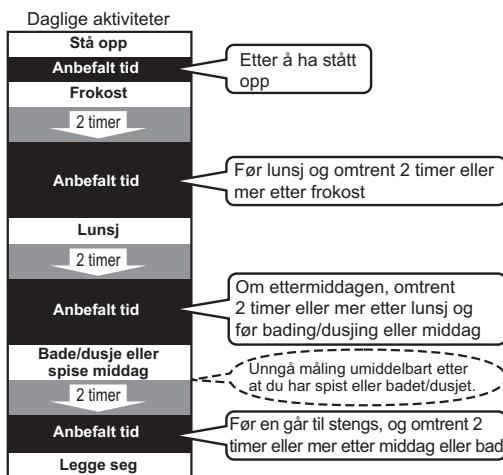 Daglige aktiviteter
Stå opp
Anbefalt tid
Etter å ha stått
opp
Frokost
2 timer
Anbefalt tid
Før lunsj og omtrent 2 timer eller
mer etter frokost
Lunsj
2 timer
Anbefalt tid
Om ettermiddagen, omtrent
2 timer eller mer etter lunsj og
før bading/dusjing eller middag
Bade/dusje eller
spise middag
Unngå måling umiddelbart etter
at du har spist eller badet/dusjet.
2 timer
Anbefalt tid
Før en går til stengs, og omtrent 2
timer eller mer etter middag eller bad
Legge seg